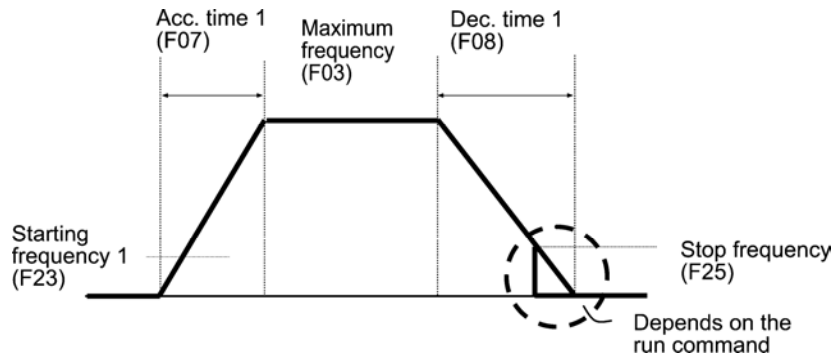 Acc. time 1
(F07)
Maximum
frequency
(F03)
Dec. time 1
(F08)
Starting
frequency 1
(F23)
Stop frequency
(F25)
Depends on the
run command